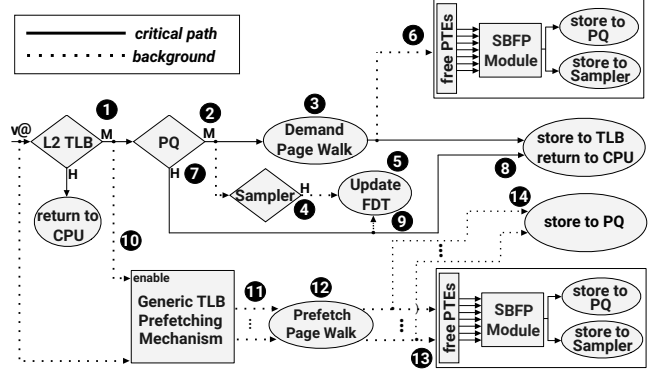 critical path
background
6
free PTEs
SBFP
Module
store to
PQ
store to
Sampler
v@
L2 TLB
1
M
H
return to
CPU
PQ
2
M
H
7
3
Demand
Page Walk
Sampler
H
4
5
Update
FDT
9
store to TLB
return to CPU
8
14
store to PQ
10
enable
Generic TLB
Prefetching
Mechanism
11
12
Prefetch
Page Walk
13
free PTEs
SBFP
Module
store to
PQ
store to
Sampler